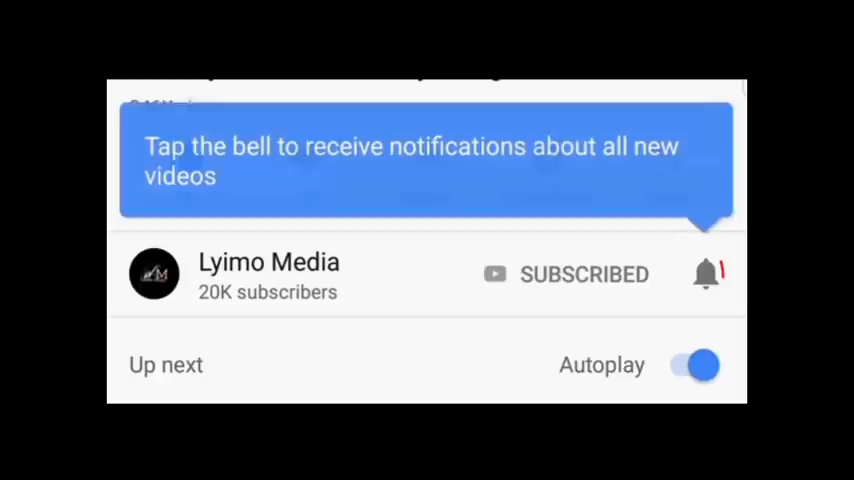 Tap the bell to receive notifications about all new
videos
Lyimo Media
20K subscribers
SUBSCRIBED
Up next
Autoplay